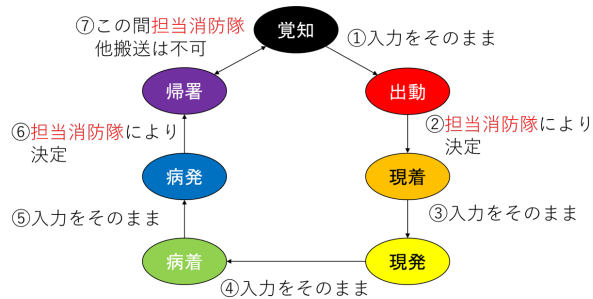 ⑦この間担当消防隊
他搬送は不可
覚知
①入力をそのまま
帰署
出動
⑥担当消防隊により
決定
②担当消防隊により
決定
病発
現着
⑤入力をそのまま
③入力をそのまま
病着
現発
④入力をそのまま